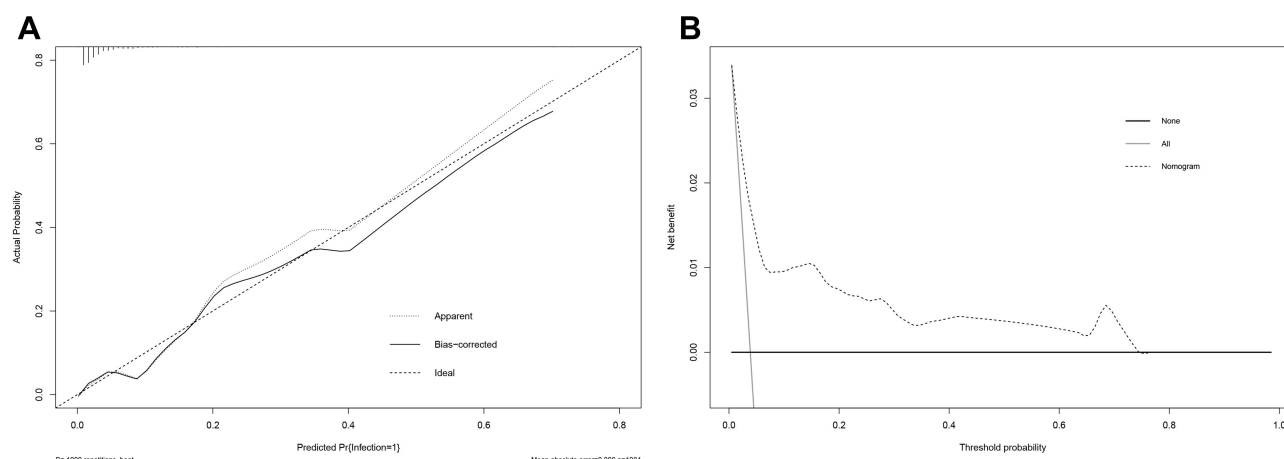 A
0.8
0.6
0.4
0.2
0.0
Actual Probability
Apparent
Bias-corrected
Ideal
0.0 0.2 0.4 0.6 0.8
Predicted Pr{Infection=1}
B
0.03
0.02
0.01
0.00
Net benefit
None
All
Nomogram
0.0 0.2 0.4 0.6 0.8 1.0
Threshold probability